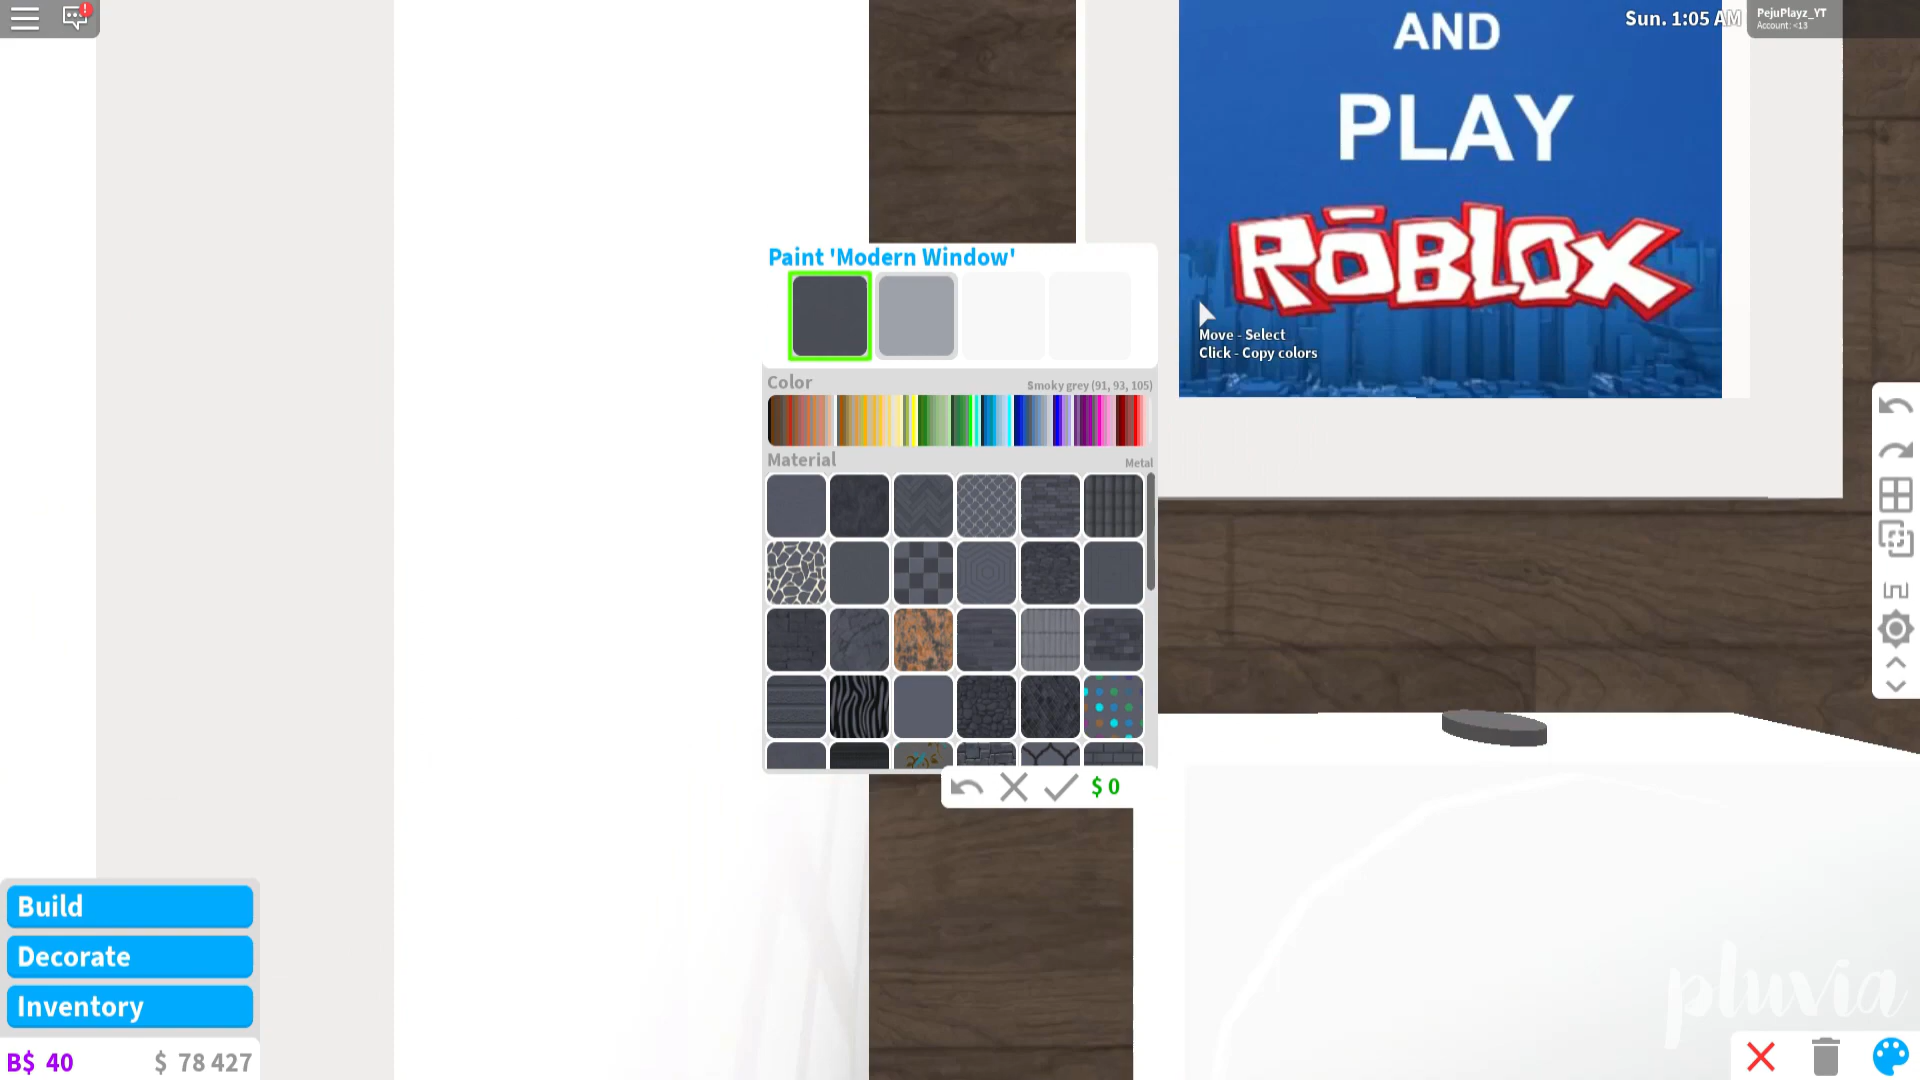 AND
Sun. 1:05 AM
PejuPlayz_YT
Account: <13
PLAY
ROBLOX
Paint 'Modern Window'
Move - Select
Click - Copy colors
Color
Smoky grey (91, 93, 105)
Material
Metal
$ 0
Build
Decorate
Inventory
B$ 40
$ 78 427
pluvia